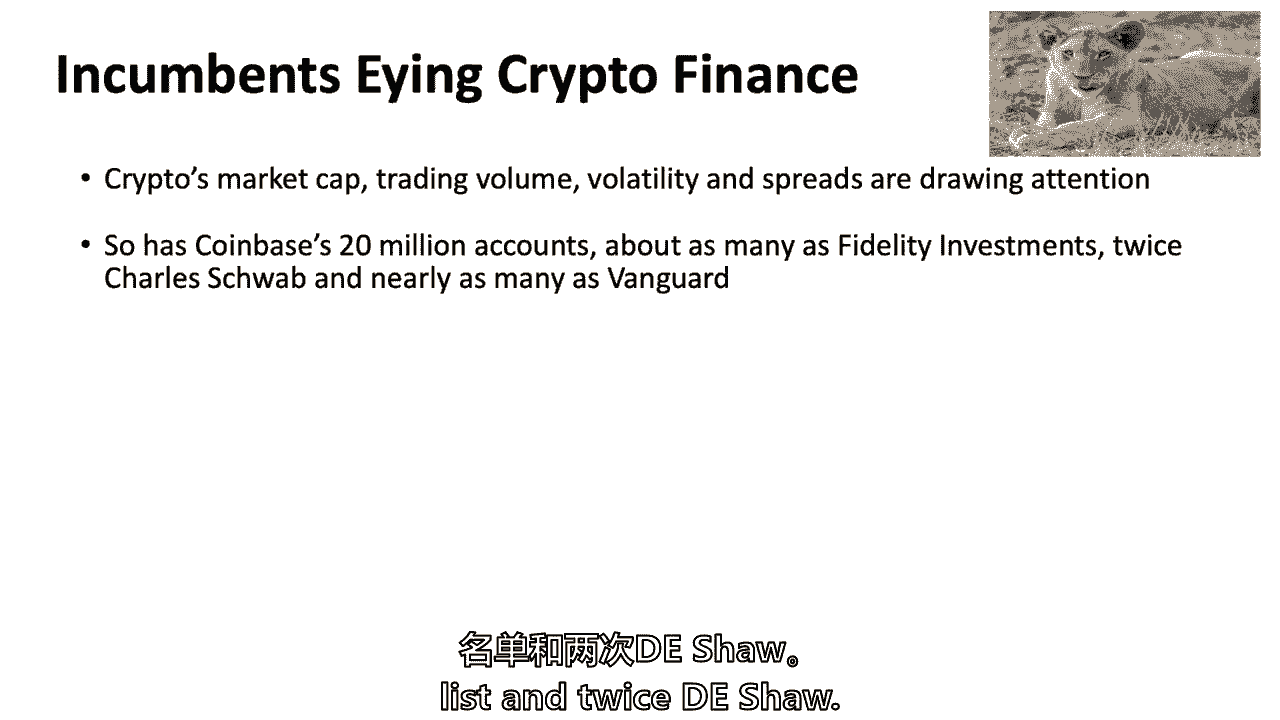 Incumbents Eying Crypto Finance
• Crypto's market cap, trading volume, volatility and spreads are drawing attention
• So has Coinbase's 20 million accounts, about as many as Fidelity Investments, twice
Charles Schwab and nearly as many as Vanguard
名单和两次DE Shaw。
list and twice DE Shaw.